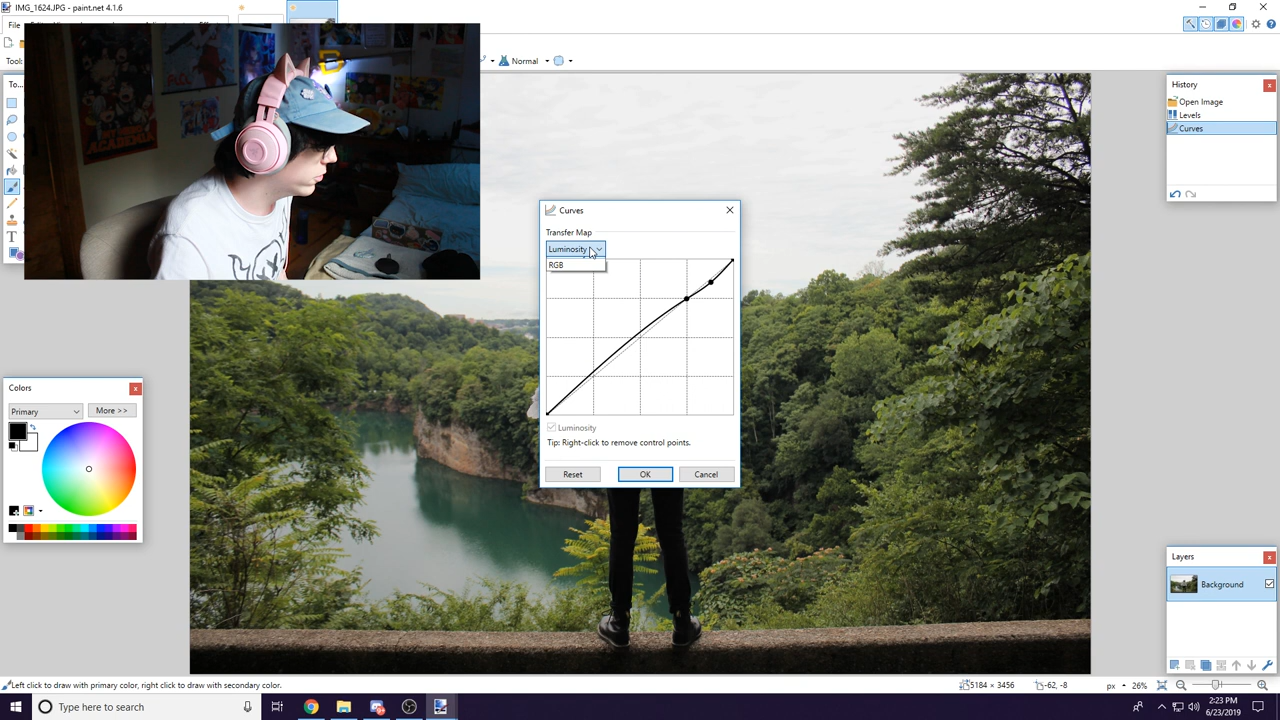 IMG_1624.JPG - paint.net 4.1.6
File
Tool:
Normal
To...
History
Open Image
Levels
Curves
ACADEMIA
Curves
Transfer Map
Luminosity
RGB
Luminosity
Tip: Right-click to remove control points.
Reset
OK
Cancel
Colors
Primary
More >>
Layers
Background
Left click to draw with primary color, right click to draw with secondary color.
5184 × 3456
-62, -8
px
26%
Type here to search
2:23 PM
6/23/2019